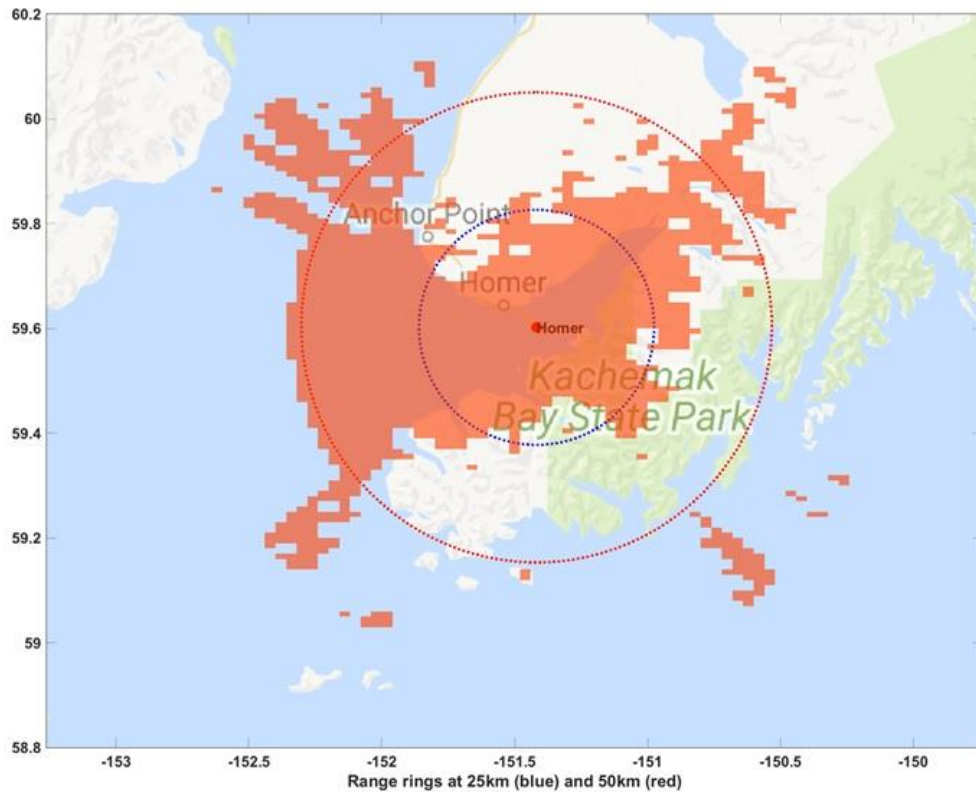 60.2
60
59.8
59.6
59.4
59.2
59
58.8
Anchor Point
Homer
Homer
Kachemak
Bay State Park
-153
-152.5
-152
-151.5
-151
-150.5
-150
Range rings at 25km (blue) and 50km (red)